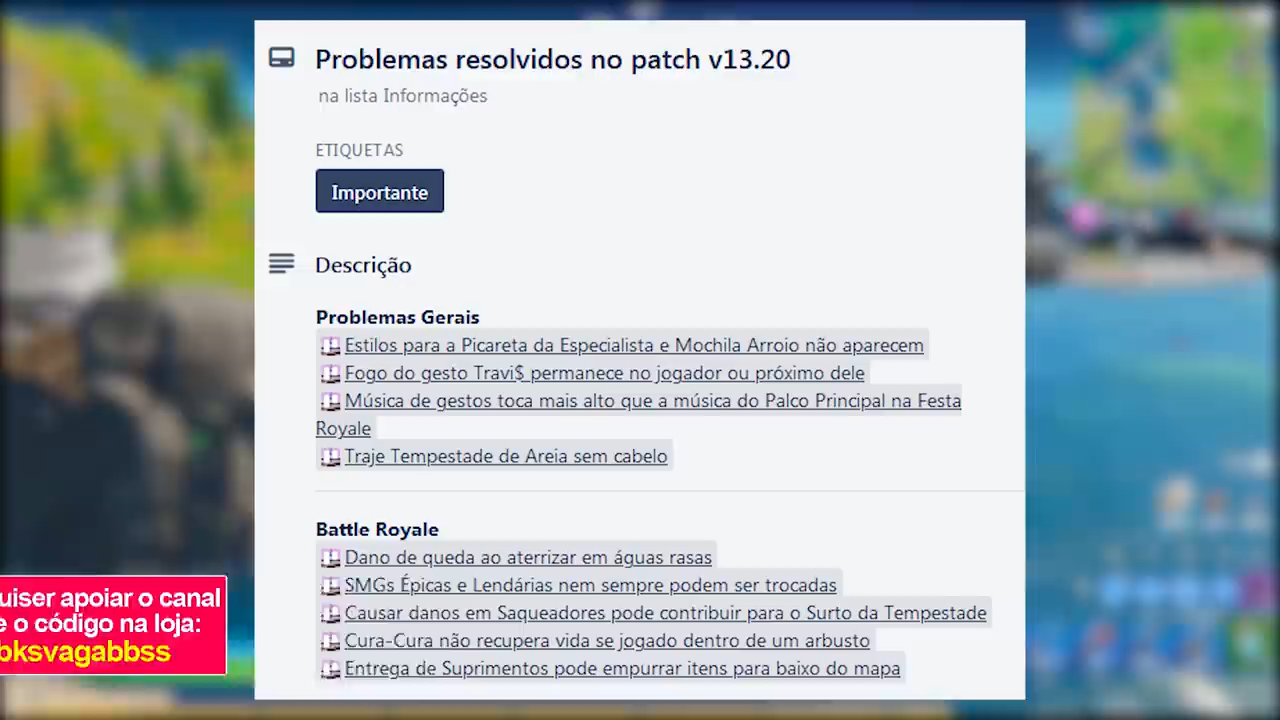 Problemas resolvidos no patch v13.20
na lista Informações
ETIQUETAS
Importante
Descrição
Problemas Gerais
Estilos para a Picareta da Especialista e Mochila Arroio não aparecem
Fogo do gesto Travi$ permanece no jogador ou próximo dele
Música de gestos toca mais alto que a música do Palco Principal na Festa
Royale
Traje Tempestade de Areia sem cabelo
Battle Royale
Dano de queda ao aterrizar em águas rasas
SMGs Épicas e Lendárias nem sempre podem ser trocadas
Causar danos em Saqueadores pode contribuir para o Surto da Tempestade
Cura-Cura não recupera vida se jogado dentro de um arbusto
Entrega de Suprimentos pode empurrar itens para baixo do mapa
uiser apoiar o canal
e o código na loja:
bksvagabbss